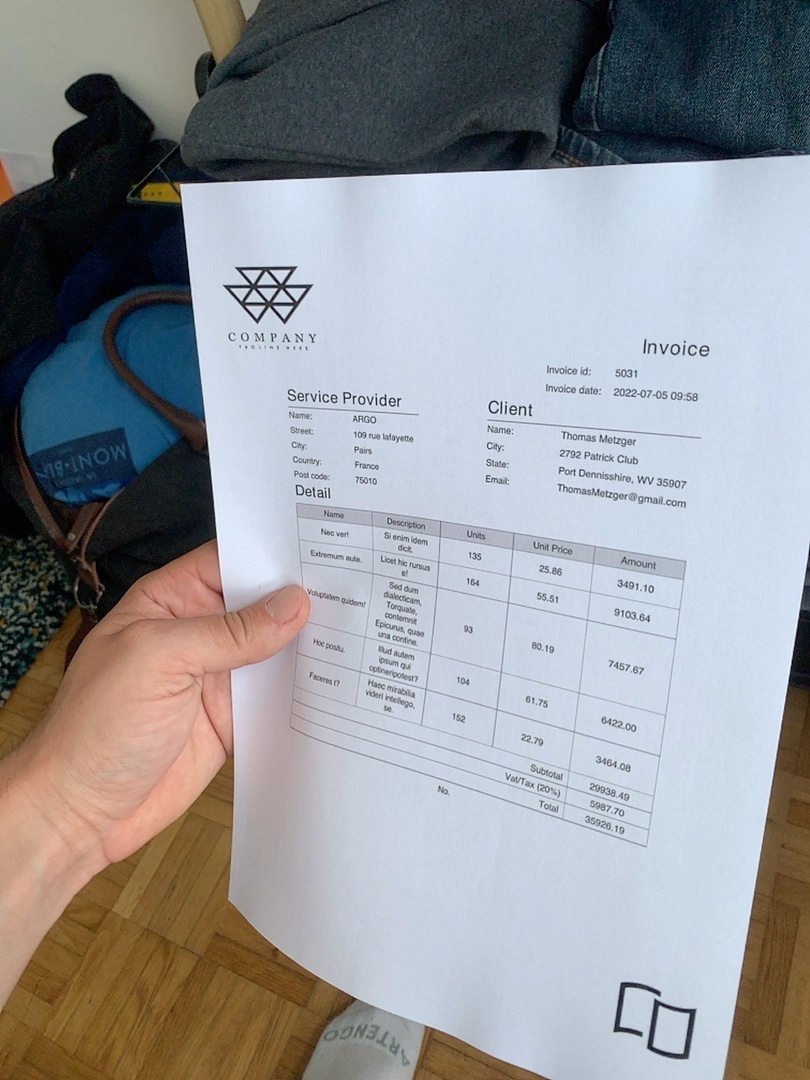 COMPANY
TAGLINE HERE
Invoice
Invoice id: 5031
Invoice date: 2022-07-05 09:58
Service Provider
Name: ARGO
Street: 109 rue lafayette
City: Pairs
Country: France
Post code: 75010
Client
Name: Thomas Metzger
City: 2792 Patrick Club
State: Port Dennisshire, WV 35907
Email: ThomasMetzger@gmail.com
Detail
Name Description Units Unit Price Amount
Nec ver! Si enim idem
dicit. 135 25.86 3491.10
Extremum aute. Licet hic rursus
e! 164 55.51 9103.64
Voluptatem quidem! Sed dum
dialecticam,
Torquate,
contemnit
Epicurus, quae
una contine. 93 80.19 7457.67
Hoc positu. Illud autem
ipsum qui
optineripotest? 104 61.75 6422.00
Faceres t? Haec mirabilia
videri intellego,
se. 152 22.79 3464.08
Subtotal 29938.49
Vat/Tax (20%) 5987.70
Total 35926.19
No.
ARTENGO